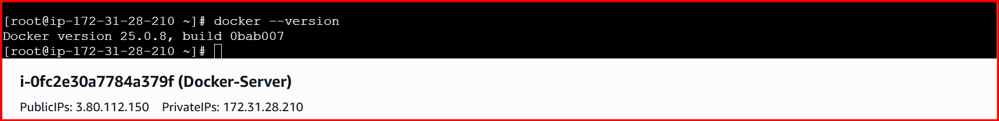 [root@ip-172-31-28-210 ~]# docker --version
Docker version 25.0.8, build 0bab007
[root@ip-172-31-28-210 ~]#
i-0fc2e30a7784a379f (Docker-Server)
PublicIPs: 3.80.112.150 PrivateIPs: 172.31.28.210